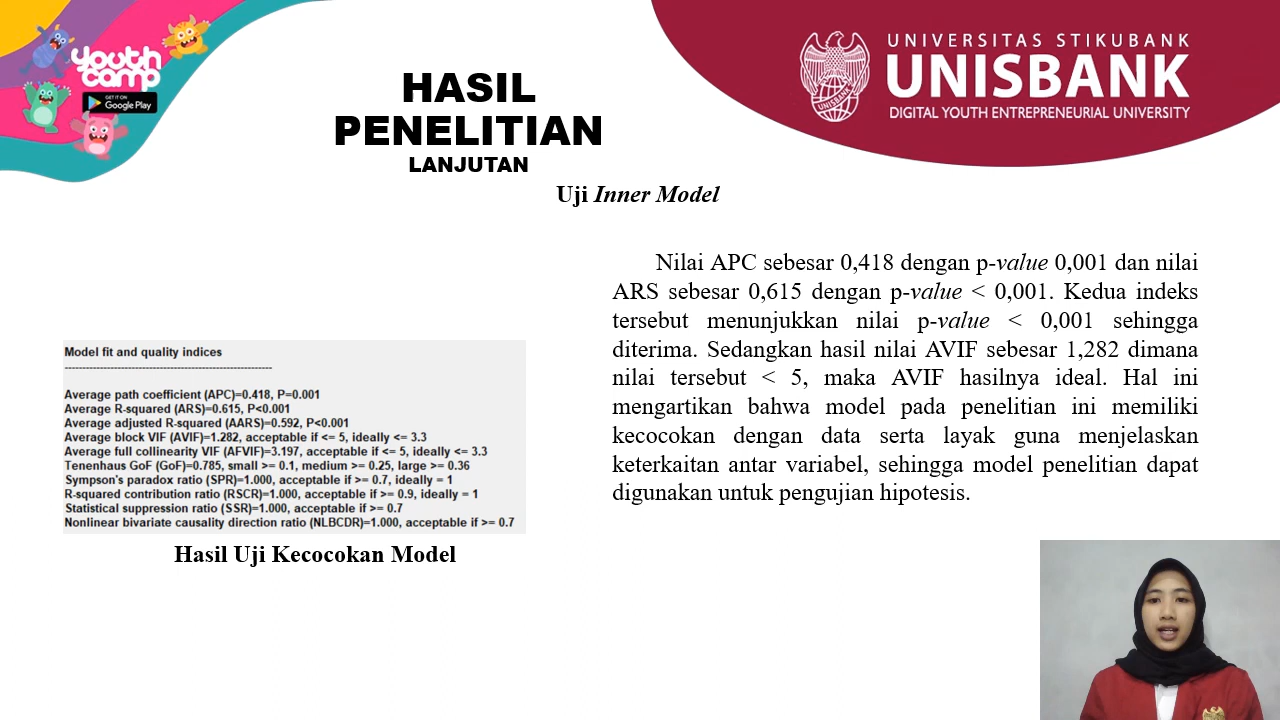 youth
camp
GET IT ON
Google Play
UNIVERSITAS STIKUBANK
UNISBANK
DIGITAL YOUTH ENTREPRENEURIAL UNIVERSITY
UNISBANK
HASIL
PENELITIAN
LANJUTAN
Uji Inner Model
Model fit and quality indices
------------------------------------------------------------
Average path coefficient (APC)=0.418, P=0.001
Average R-squared (ARS)=0.615, P<0.001
Average adjusted R-squared (AARS)=0.592, P<0.001
Average block VIF (AVIF)=1.282, acceptable if <= 5, ideally <= 3.3
Average full collinearity VIF (AFVIF)=3.197, acceptable if <= 5, ideally <= 3.3
Tenenhaus GoF (GoF)=0.785, small >= 0.1, medium >= 0.25, large >= 0.36
Sympson's paradox ratio (SPR)=1.000, acceptable if >= 0.7, ideally = 1
R-squared contribution ratio (RSCR)=1.000, acceptable if >= 0.9, ideally = 1
Statistical suppression ratio (SSR)=1.000, acceptable if >= 0.7
Nonlinear bivariate causality direction ratio (NLBCDR)=1.000, acceptable if >= 0.7
Hasil Uji Kecocokan Model
Nilai APC sebesar 0,418 dengan p-value 0,001 dan nilai
ARS sebesar 0,615 dengan p-value < 0,001. Kedua indeks
tersebut menunjukkan nilai p-value < 0,001 sehingga
diterima. Sedangkan hasil nilai AVIF sebesar 1,282 dimana
nilai tersebut < 5, maka AVIF hasilnya ideal. Hal ini
mengartikan bahwa model pada penelitian ini memiliki
kecocokan dengan data serta layak guna menjelaskan
keterkaitan antar variabel, sehingga model penelitian dapat
digunakan untuk pengujian hipotesis.